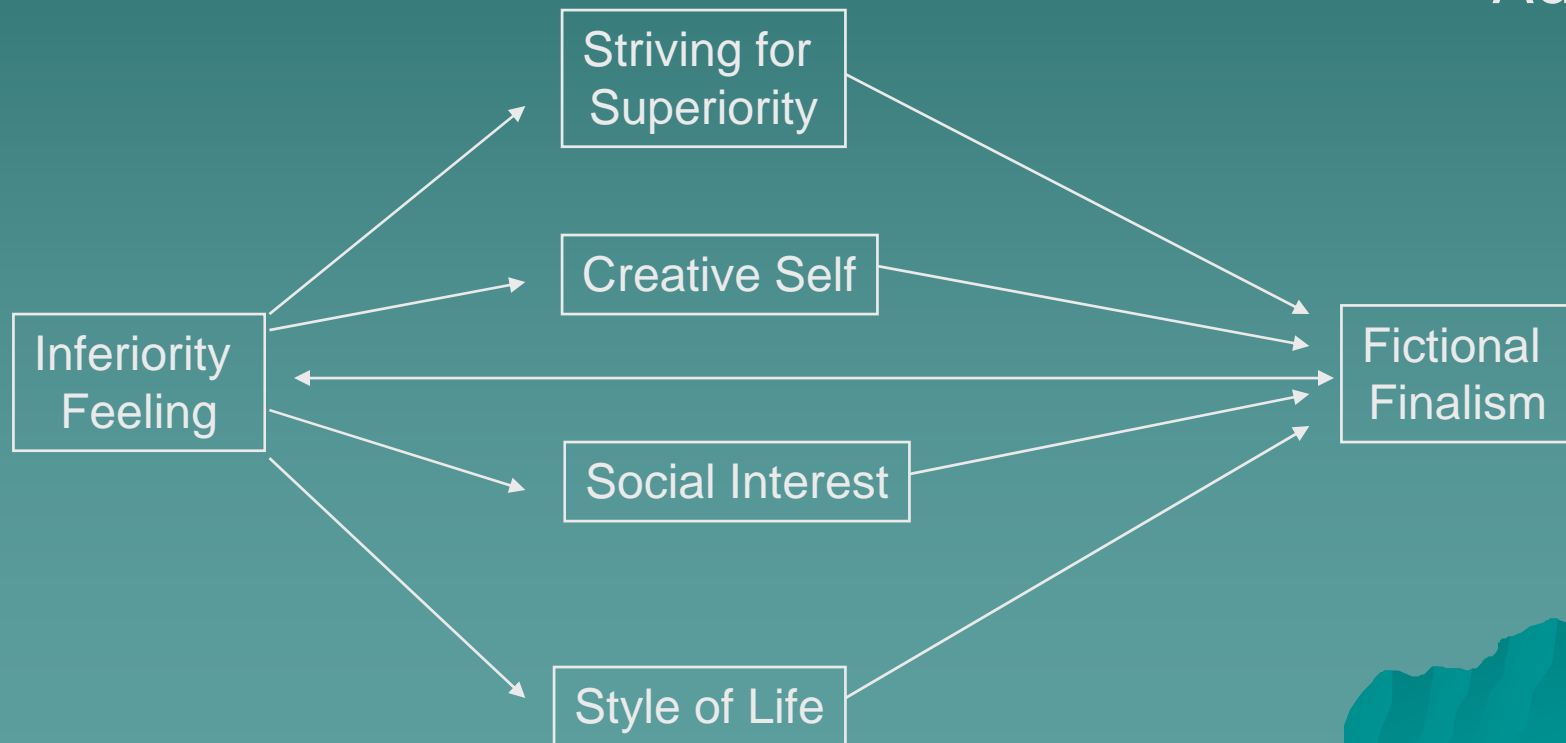 Striving for
Superiority
Creative Self
Inferiority
Feeling
Fictional
Finalism
Social Interest
Style of Life